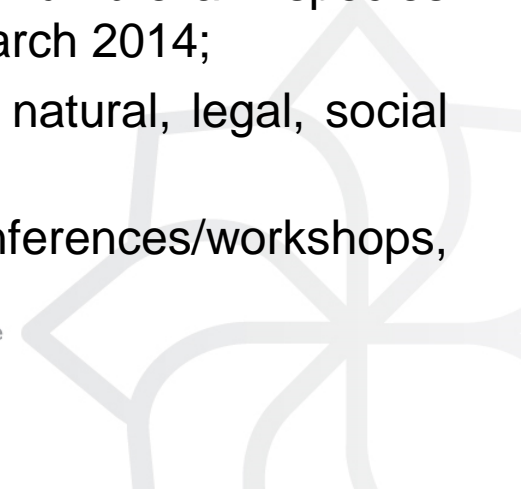 arch 2014;
natural, legal, social
nferences/workshops,
e